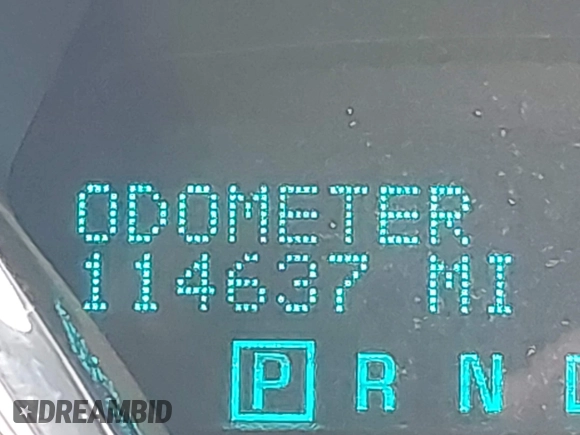 ODOMETER
114637 MI
P R N D
DREAMBID